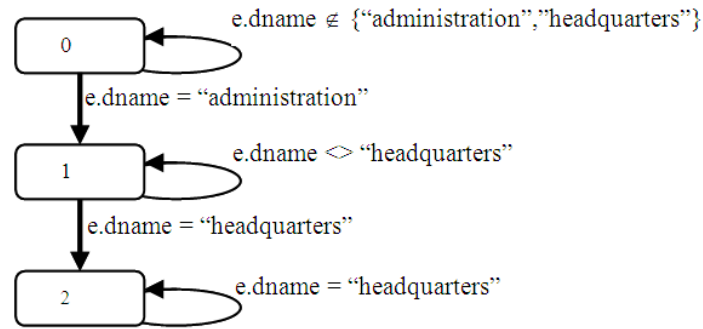 e.dname ∉ {“administration”,”headquarters”}
0
e.dname = “administration”
e.dname <> “headquarters”
1
e.dname = “headquarters”
e.dname = “headquarters”
2